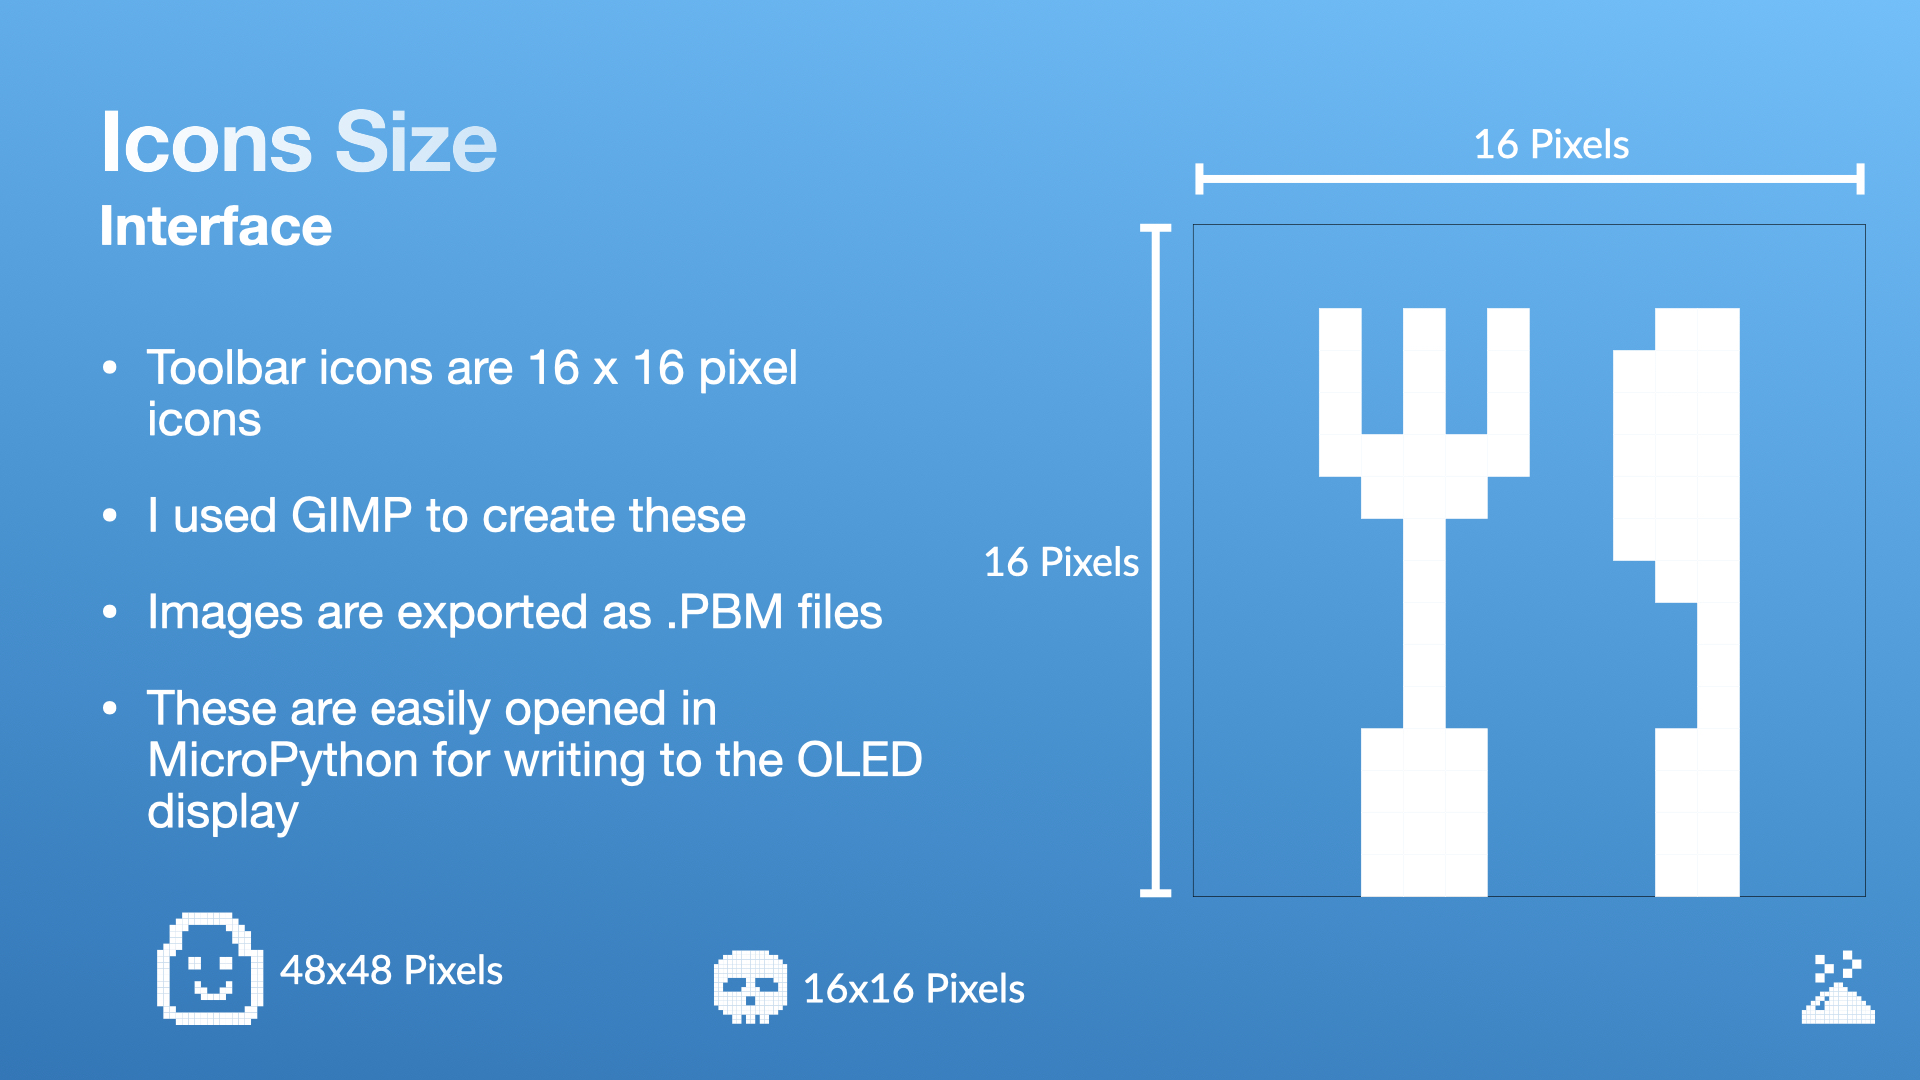 Icons Size
Interface
• Toolbar icons are 16 x 16 pixel
icons
• I used GIMP to create these
• Images are exported as .PBM files
• These are easily opened in
MicroPython for writing to the OLED
display
16 Pixels
16 Pixels
48x48 Pixels
16x16 Pixels